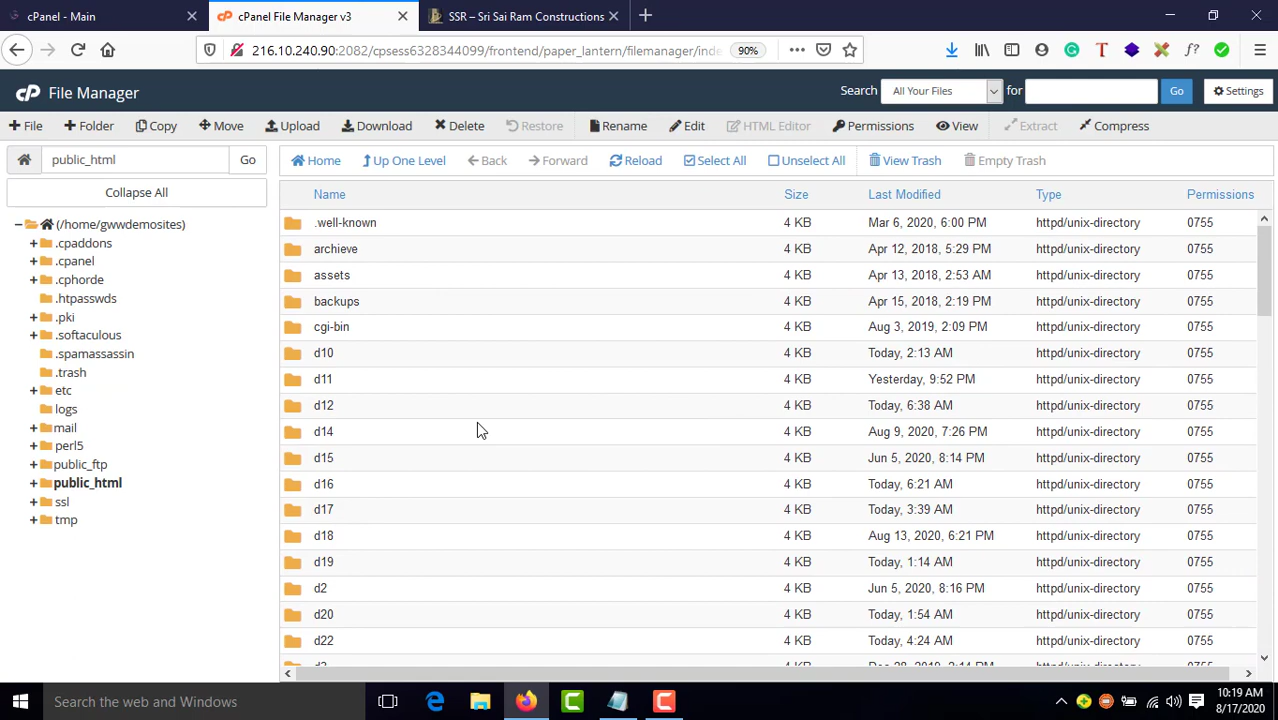 cPanel - Main
cPanel File Manager v3
SSR – Sri Sai Ram Constructions
216.10.240.90:2082/cpsess6328344099/frontend/paper_lantern/filemanager/inde
90%
cP File Manager
Search All Your Files for Go Settings
File Folder Copy Move Upload Download Delete Restore Rename Edit HTML Editor Permissions View Extract Compress
public_html Go
Home Up One Level Back Forward Reload Select All Unselect All View Trash Empty Trash
Collapse All
(/home/gwwdemosites)
.cpaddons
.cpanel
.cphorde
.htpasswds
.pki
.softaculous
.spamassassin
.trash
etc
logs
mail
perl5
public_ftp
public_html
ssl
tmp
Name Size Last Modified Type Permissions
.well-known 4 KB Mar 6, 2020, 6:00 PM httpd/unix-directory 0755
archieve 4 KB Apr 12, 2018, 5:29 PM httpd/unix-directory 0755
assets 4 KB Apr 13, 2018, 2:53 AM httpd/unix-directory 0755
backups 4 KB Apr 15, 2018, 2:19 PM httpd/unix-directory 0755
cgi-bin 4 KB Aug 3, 2019, 2:09 PM httpd/unix-directory 0755
d10 4 KB Today, 2:13 AM httpd/unix-directory 0755
d11 4 KB Yesterday, 9:52 PM httpd/unix-directory 0755
d12 4 KB Today, 6:38 AM httpd/unix-directory 0755
d14 4 KB Aug 9, 2020, 7:26 PM httpd/unix-directory 0755
d15 4 KB Jun 5, 2020, 8:14 PM httpd/unix-directory 0755
d16 4 KB Today, 6:21 AM httpd/unix-directory 0755
d17 4 KB Today, 3:39 AM httpd/unix-directory 0755
d18 4 KB Aug 13, 2020, 6:21 PM httpd/unix-directory 0755
d19 4 KB Today, 1:14 AM httpd/unix-directory 0755
d2 4 KB Jun 5, 2020, 8:16 PM httpd/unix-directory 0755
d20 4 KB Today, 1:54 AM httpd/unix-directory 0755
d22 4 KB Today, 4:24 AM httpd/unix-directory 0755
Search the web and Windows
10:19 AM
8/17/2020